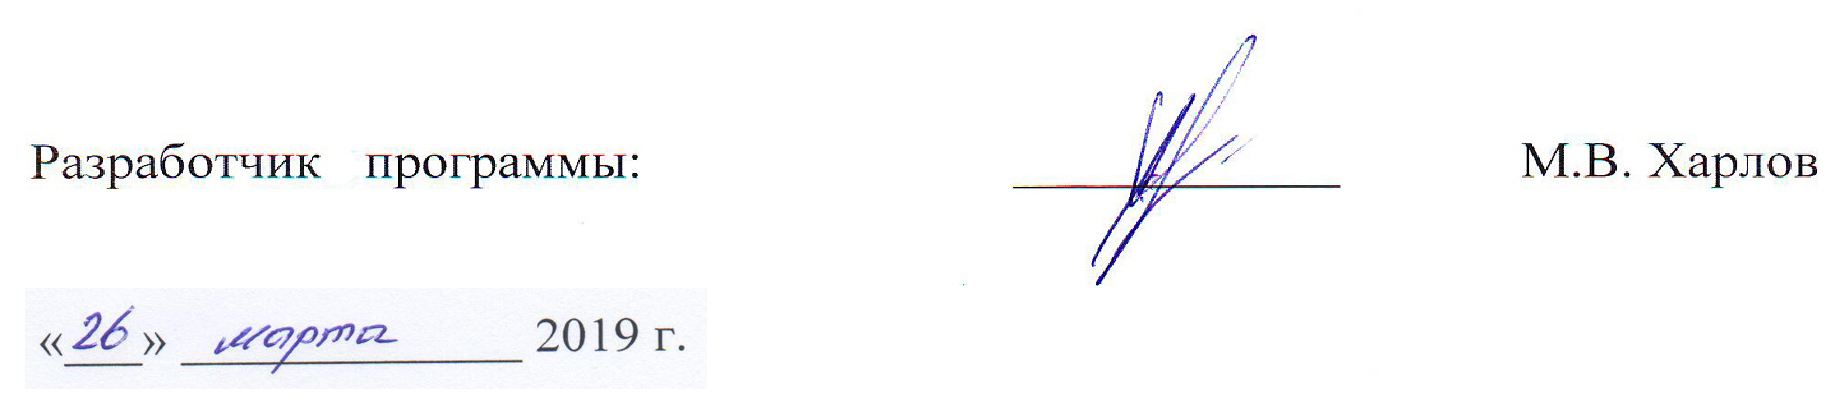 Разработчик программы: М.В. Харлов
«26» марта 2019 г.